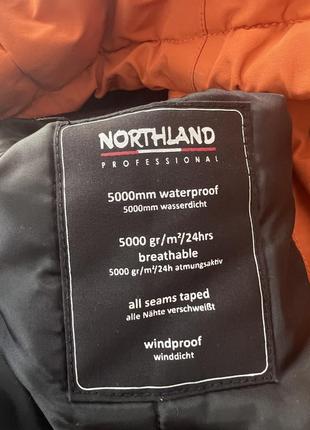 NORTHLAND
PROFESSIONAL
5000mm waterproof
5000mm wasserdicht
5000 gr/m²/24hrs
breathable
5000 gr/m²/24h atmungsaktiv
all seams taped
alle Nähte verschweißt
windproof
winddicht